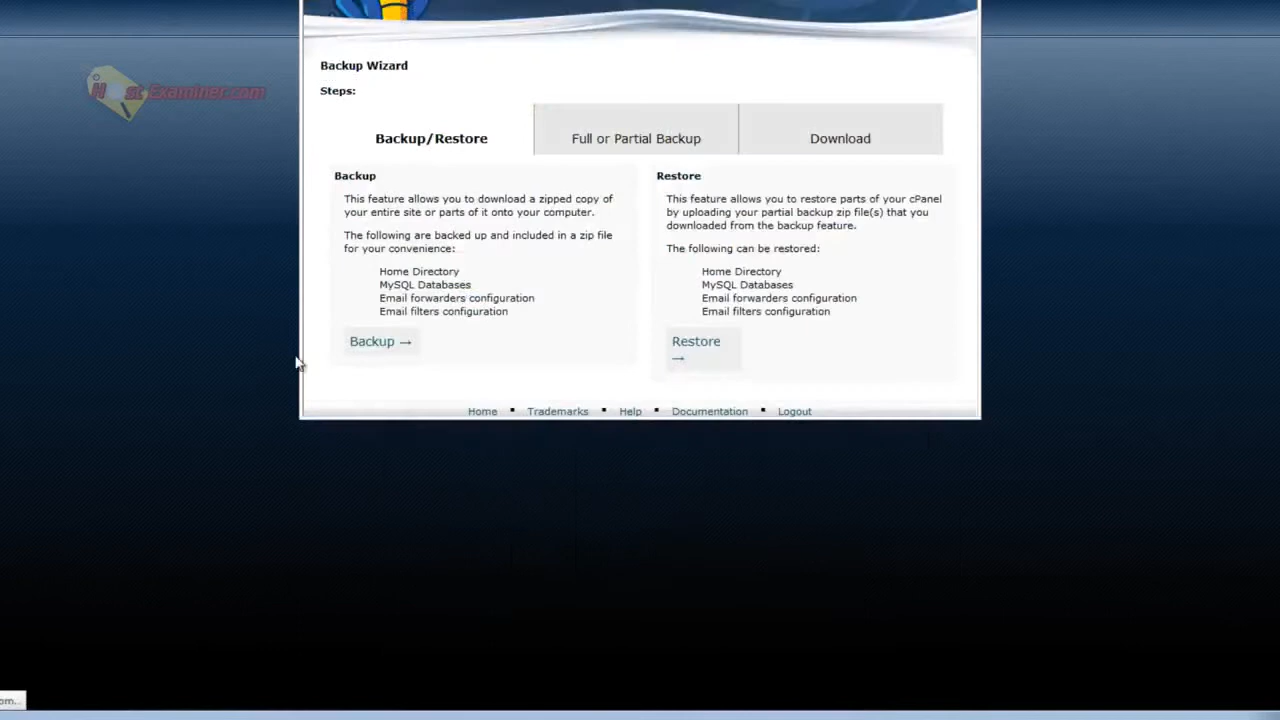 Host Examiner.com
Backup Wizard
Steps:
Backup/Restore
Full or Partial Backup
Download
Backup
This feature allows you to download a zipped copy of
your entire site or parts of it onto your computer.
The following are backed up and included in a zip file
for your convenience:
Home Directory
MySQL Databases
Email forwarders configuration
Email filters configuration
Backup →
Restore
This feature allows you to restore parts of your cPanel
by uploading your partial backup zip file(s) that you
downloaded from the backup feature.
The following can be restored:
Home Directory
MySQL Databases
Email forwarders configuration
Email filters configuration
Restore
→
Home ▪ Trademarks ▪ Help ▪ Documentation ▪ Logout
om...